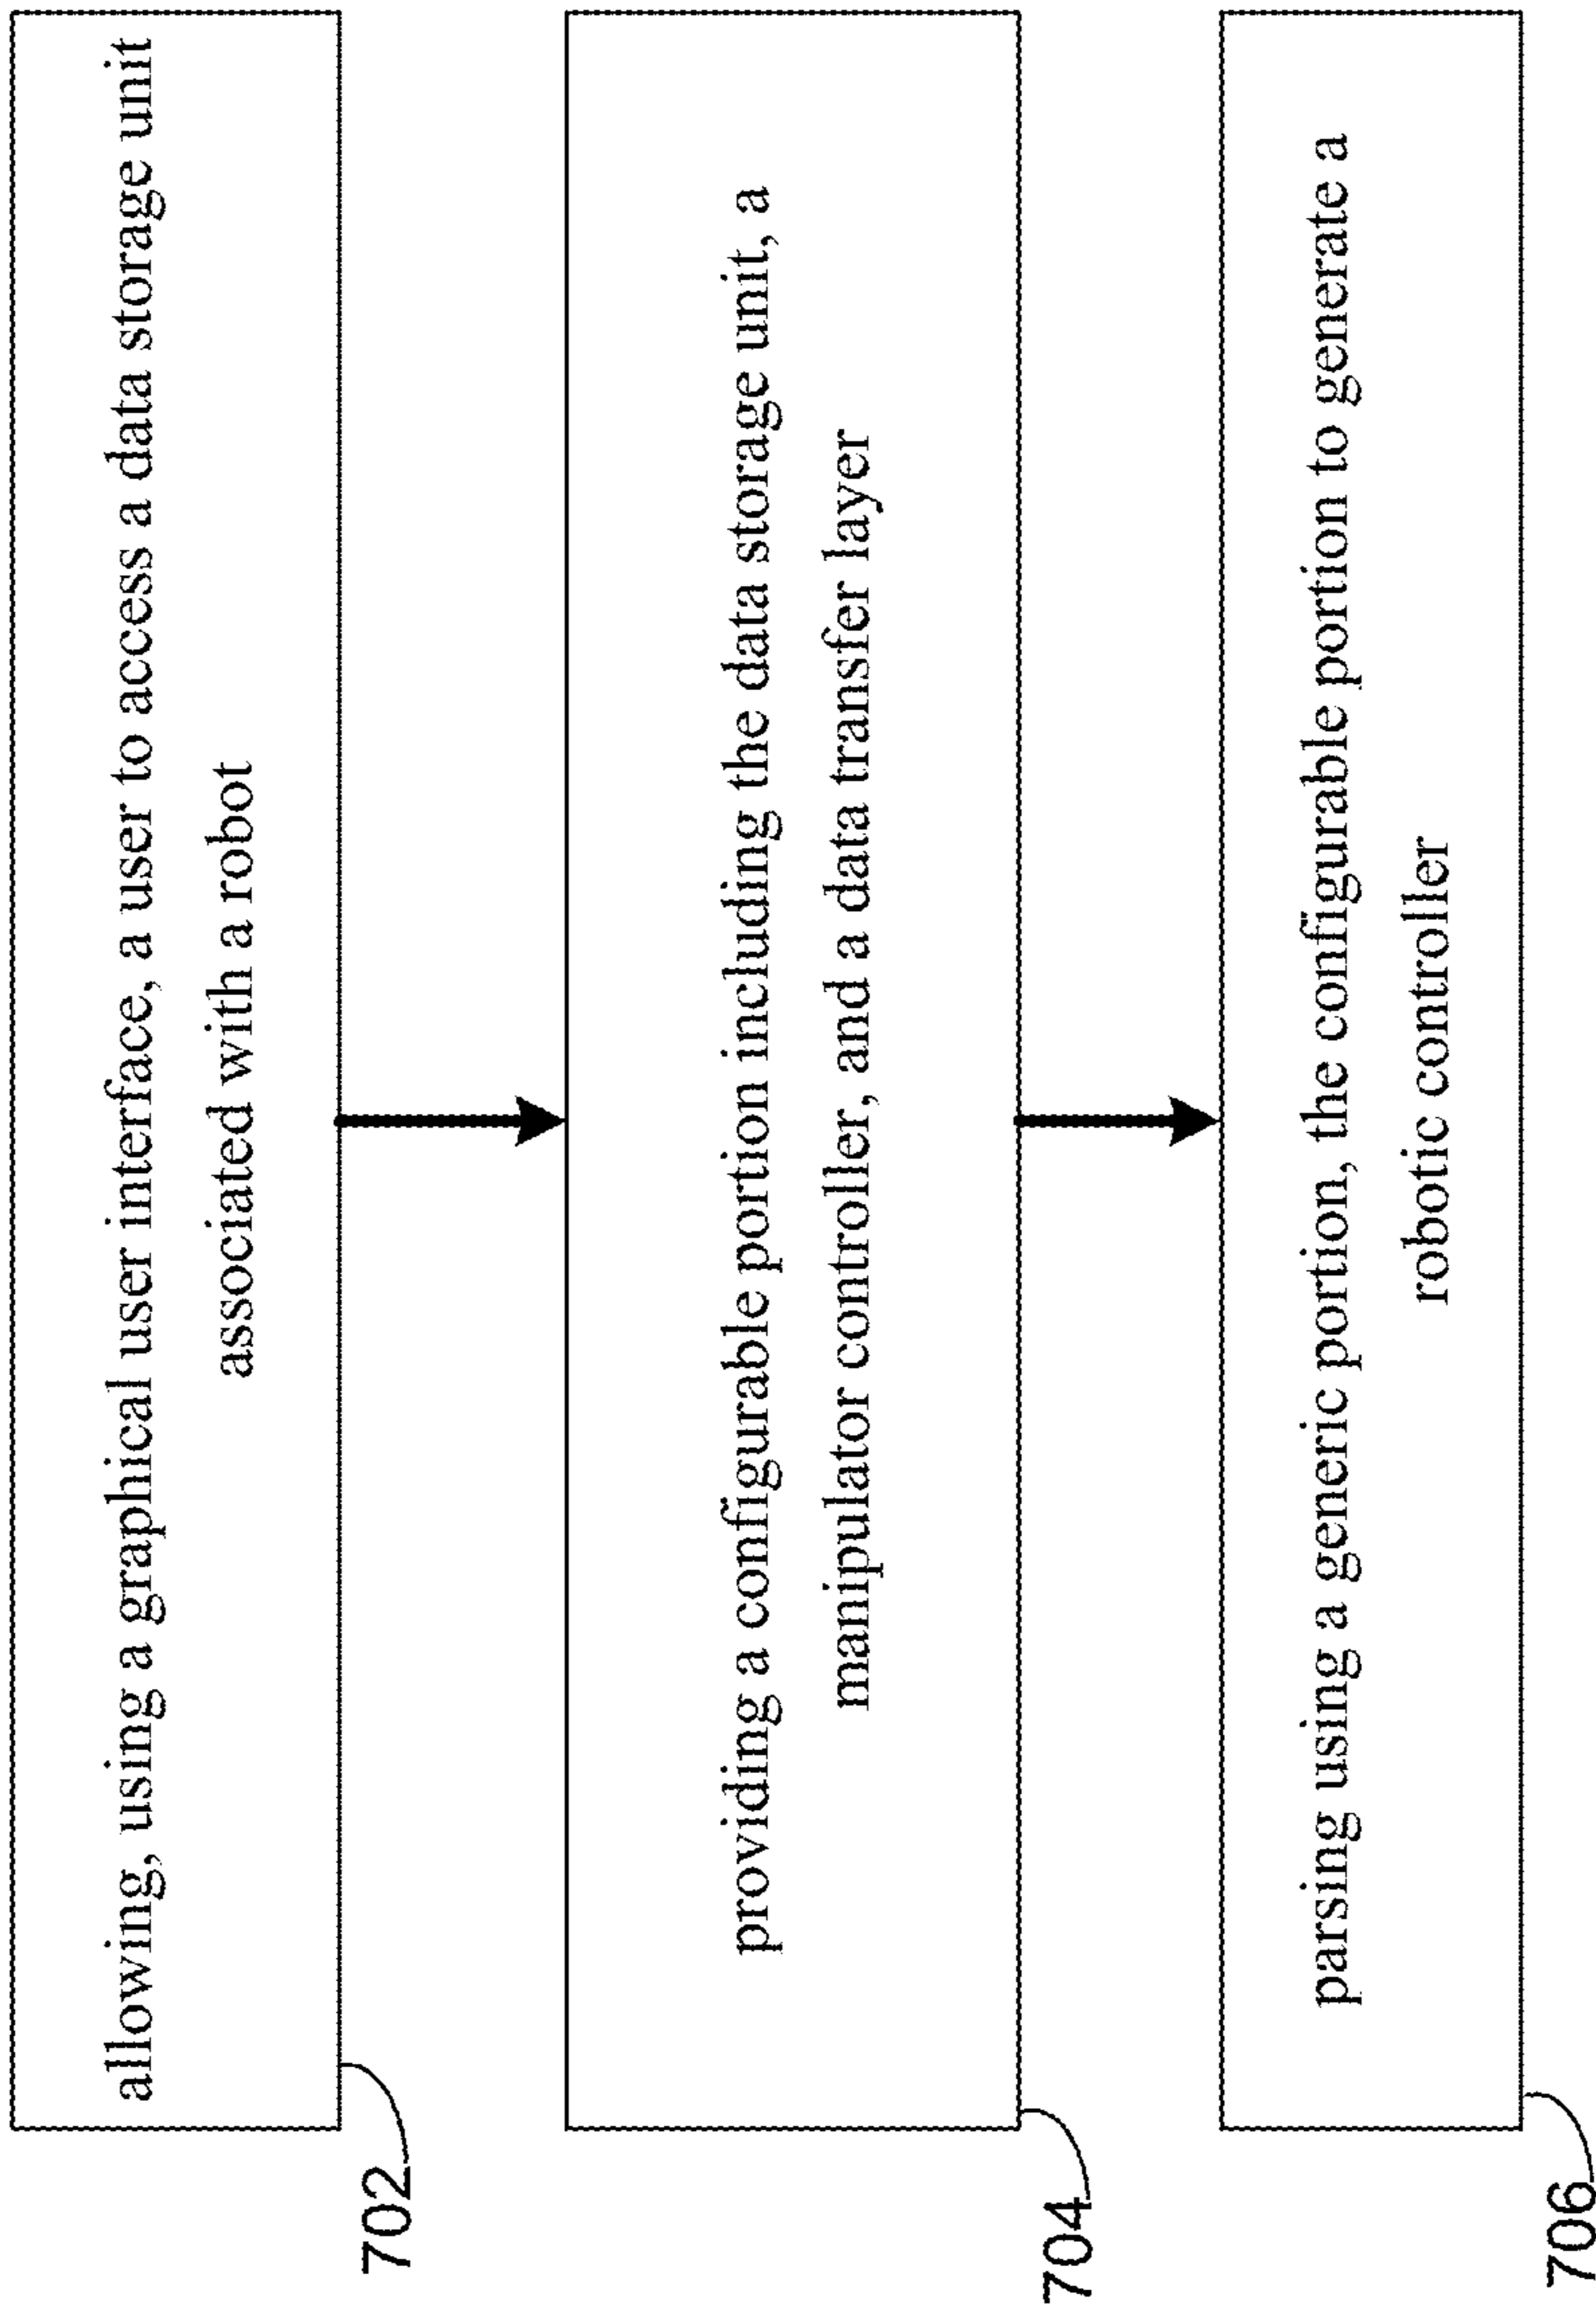 allowing, using a graphical user interface, a user to access a data storage unit
associated with a robot
702
providing a configurable portion including the data storage unit, a
manipulator controller, and a data transfer layer
704
parsing using a generic portion, the configurable portion to generate a
robotic controller
706